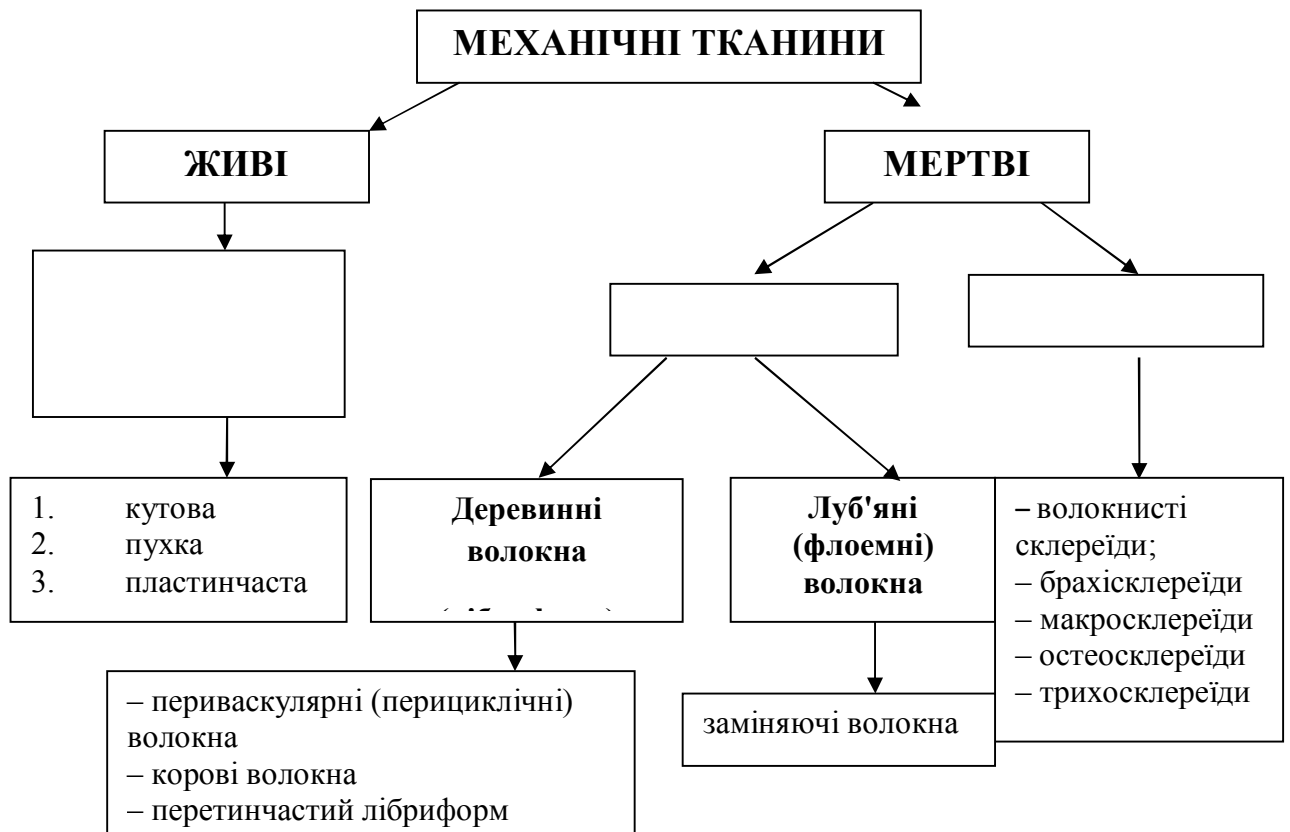 МЕХАНІЧНІ ТКАНИНИ
ЖИВІ
МЕРТВІ
1. кутова
2. пухка
3. пластинчаста
Деревинні
волокна
Луб'яні
(флоемні)
волокна
– волокнисті
склереїди;
– брахісклереїди
– макросклереїди
– остеосклереїди
– трихосклереїди
– периваскулярні (перициклічні)
волокна
– корові волокна
– перетинчастий лібриформ
заміняючі волокна